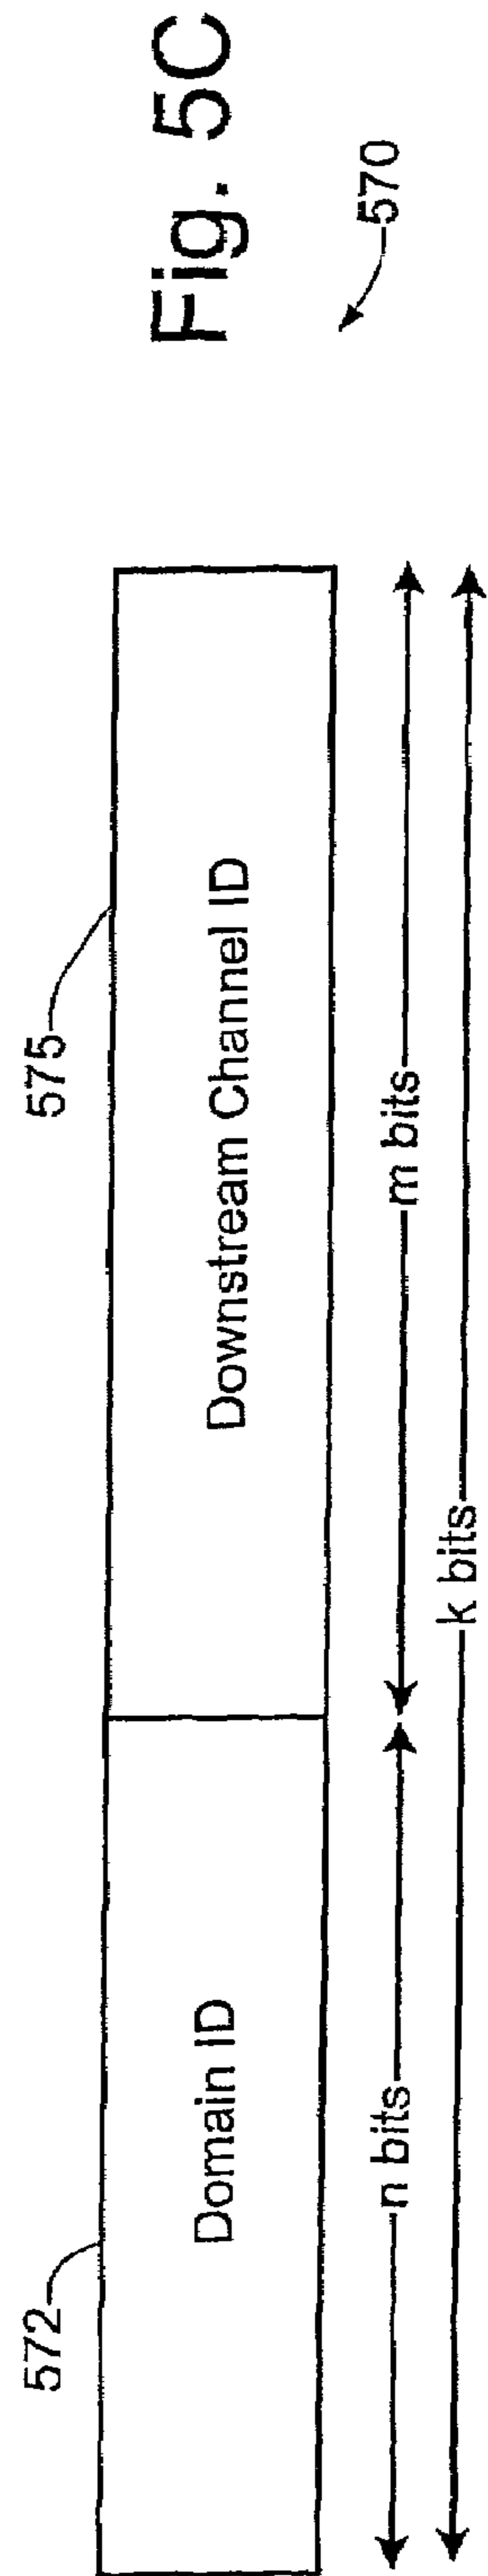 Fig. 5C
570
572
575
Domain ID
Downstream Channel ID
n bits
m bits
k bits